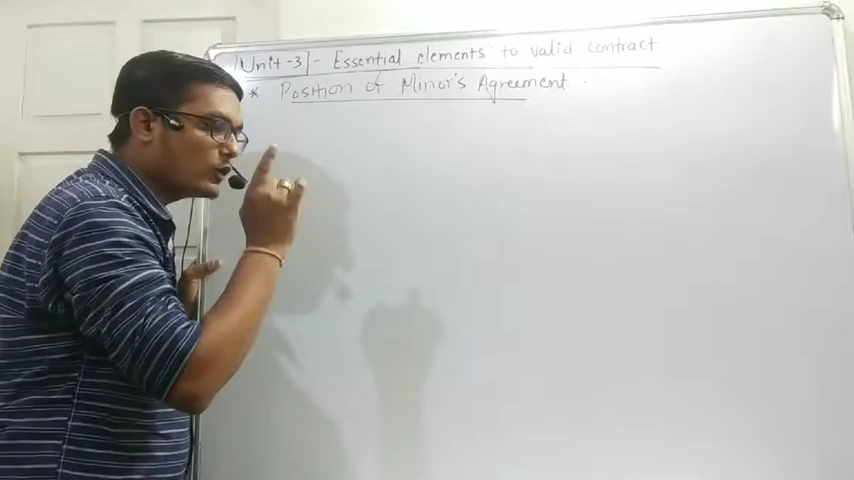 Unit-3 - Essential elements to valid contract
* Position of Minor's Agreement.